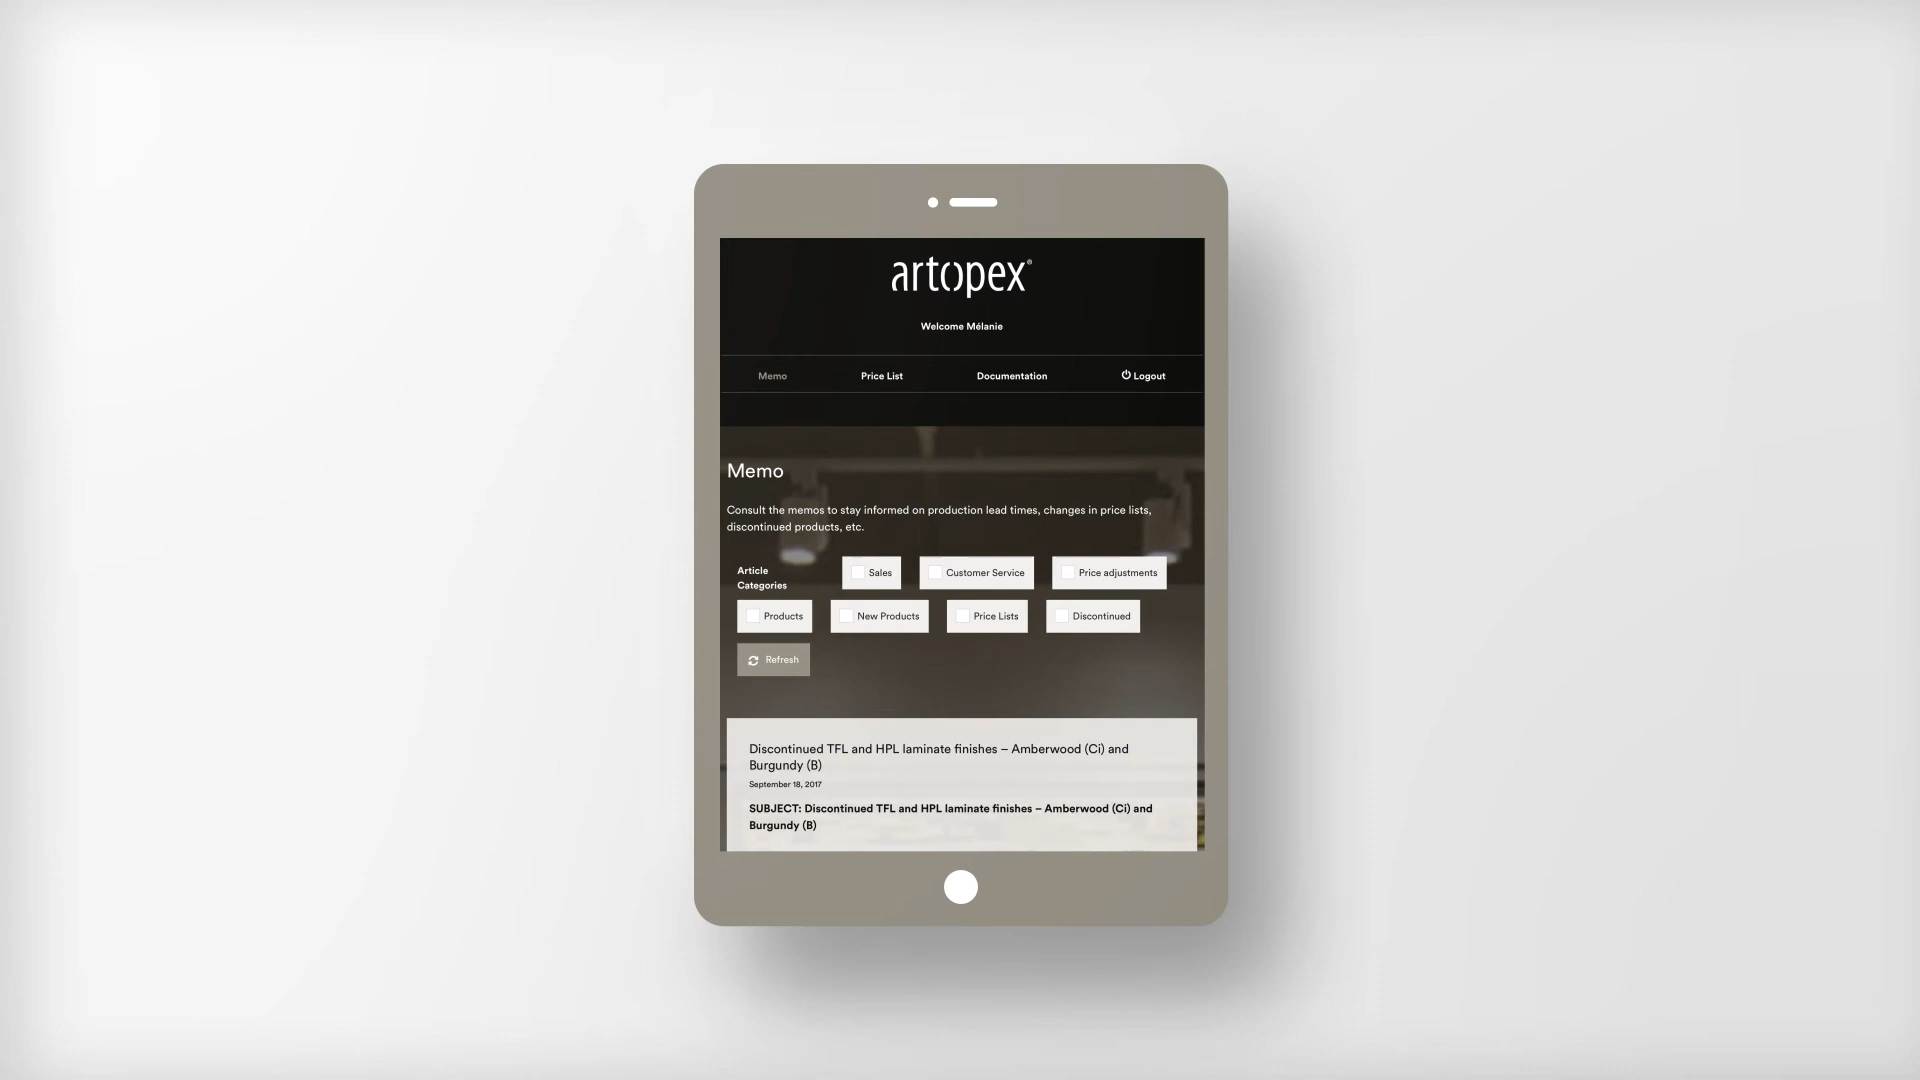 artopex®
Welcome Mélanie
Memo Price List Documentation Logout
Memo
Consult the memos to stay informed on production lead times, changes in price lists,
discontinued products, etc.
Article
Categories
Sales Customer Service Price adjustments
Products New Products Price Lists Discontinued
Refresh
Discontinued TFL and HPL laminate finishes – Amberwood (Ci) and
Burgundy (B)
September 18, 2017
SUBJECT: Discontinued TFL and HPL laminate finishes – Amberwood (Ci) and
Burgundy (B)